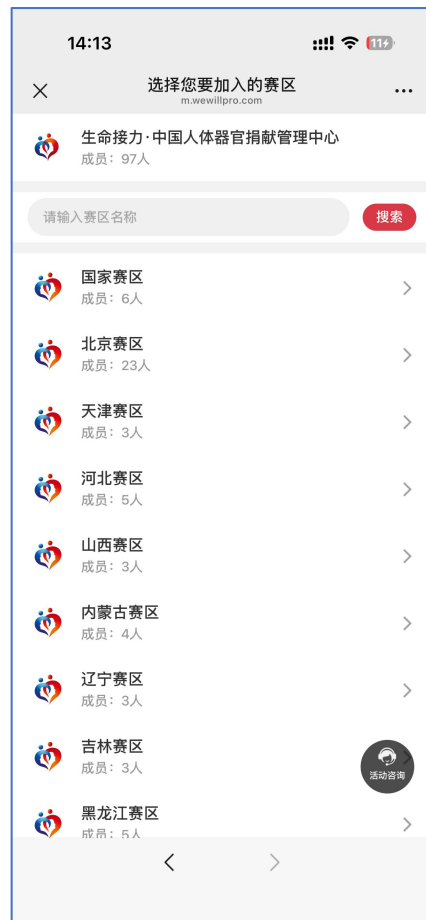 14:13
11
选择您要加入的赛区
m.wewillpro.com
生命接力·中国人体器官捐献管理中心
成员：97人
请输入赛区名称
搜索
国家赛区
成员：6人
北京赛区
成员：23人
天津赛区
成员：3人
河北赛区
成员：5人
山西赛区
成员：3人
内蒙古赛区
成员：4人
辽宁赛区
成员：3人
吉林赛区
成员：3人
活动咨询
黑龙江赛区
成员：5人